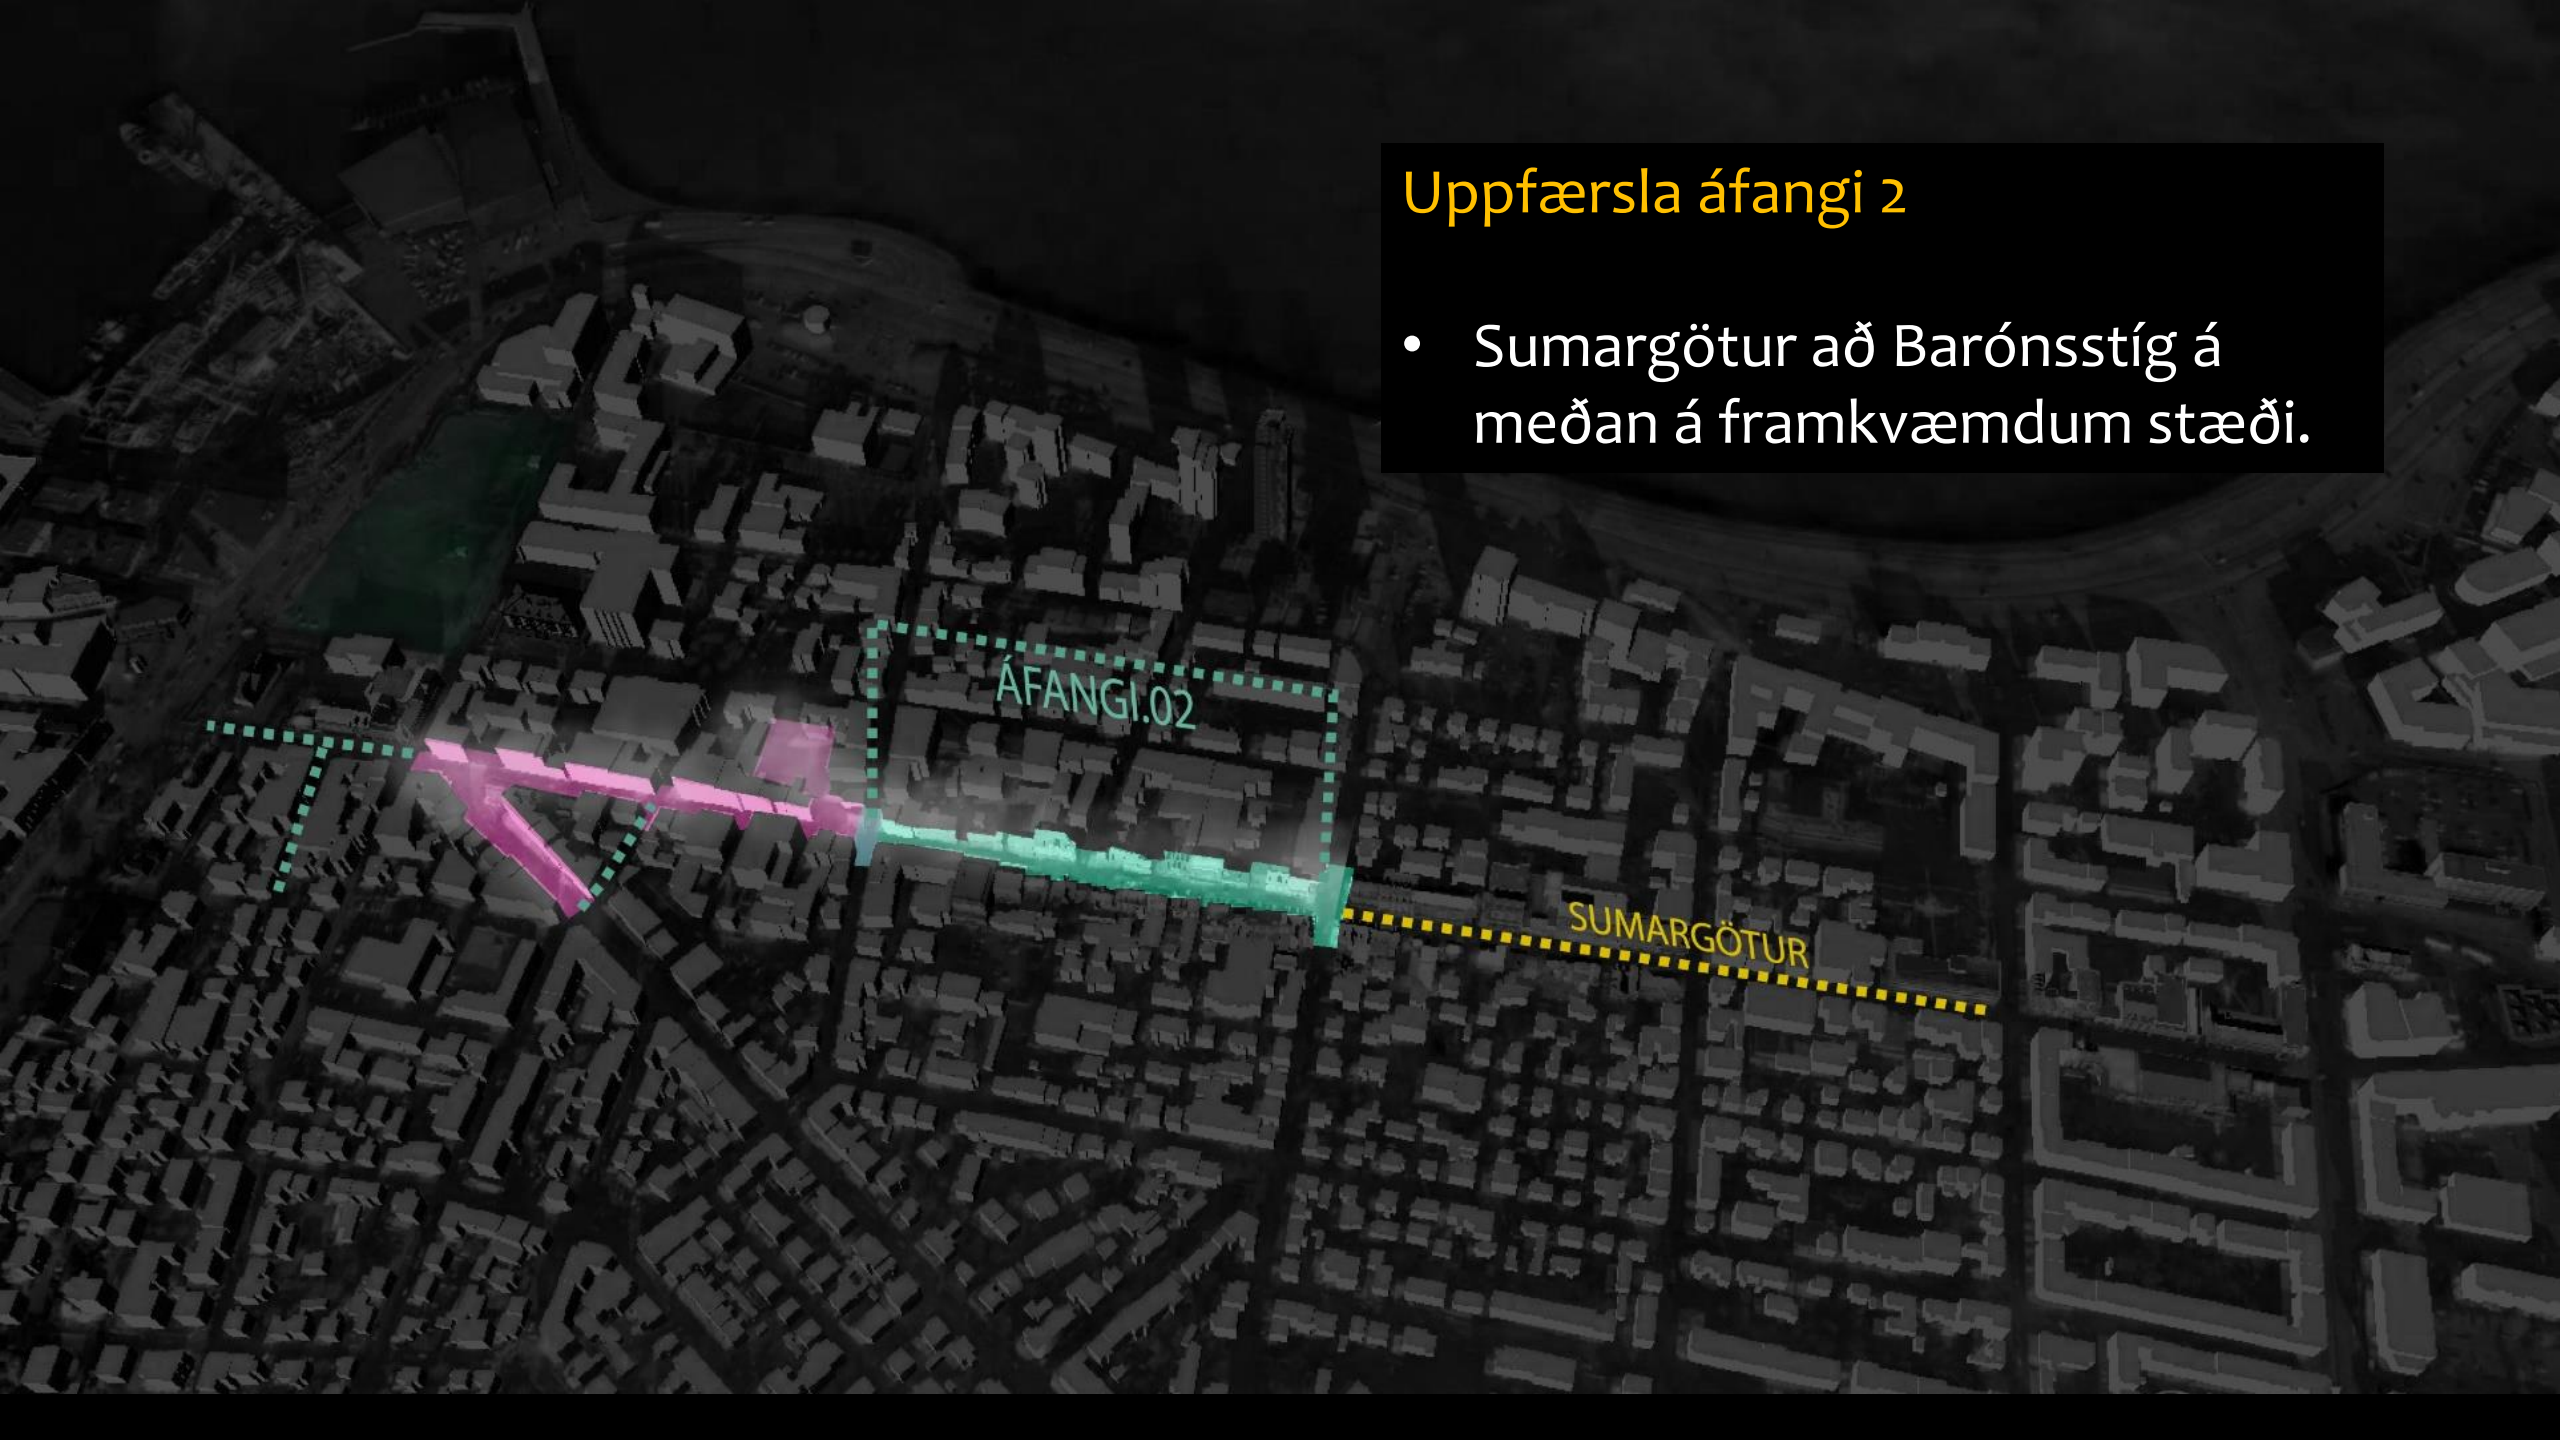 Uppfærsla áfangi 2
• Sumargötur að Barónsstíg á
meðan á framkvæmdum stæði.
ÁFANGI.02
SUMARGÖTUR